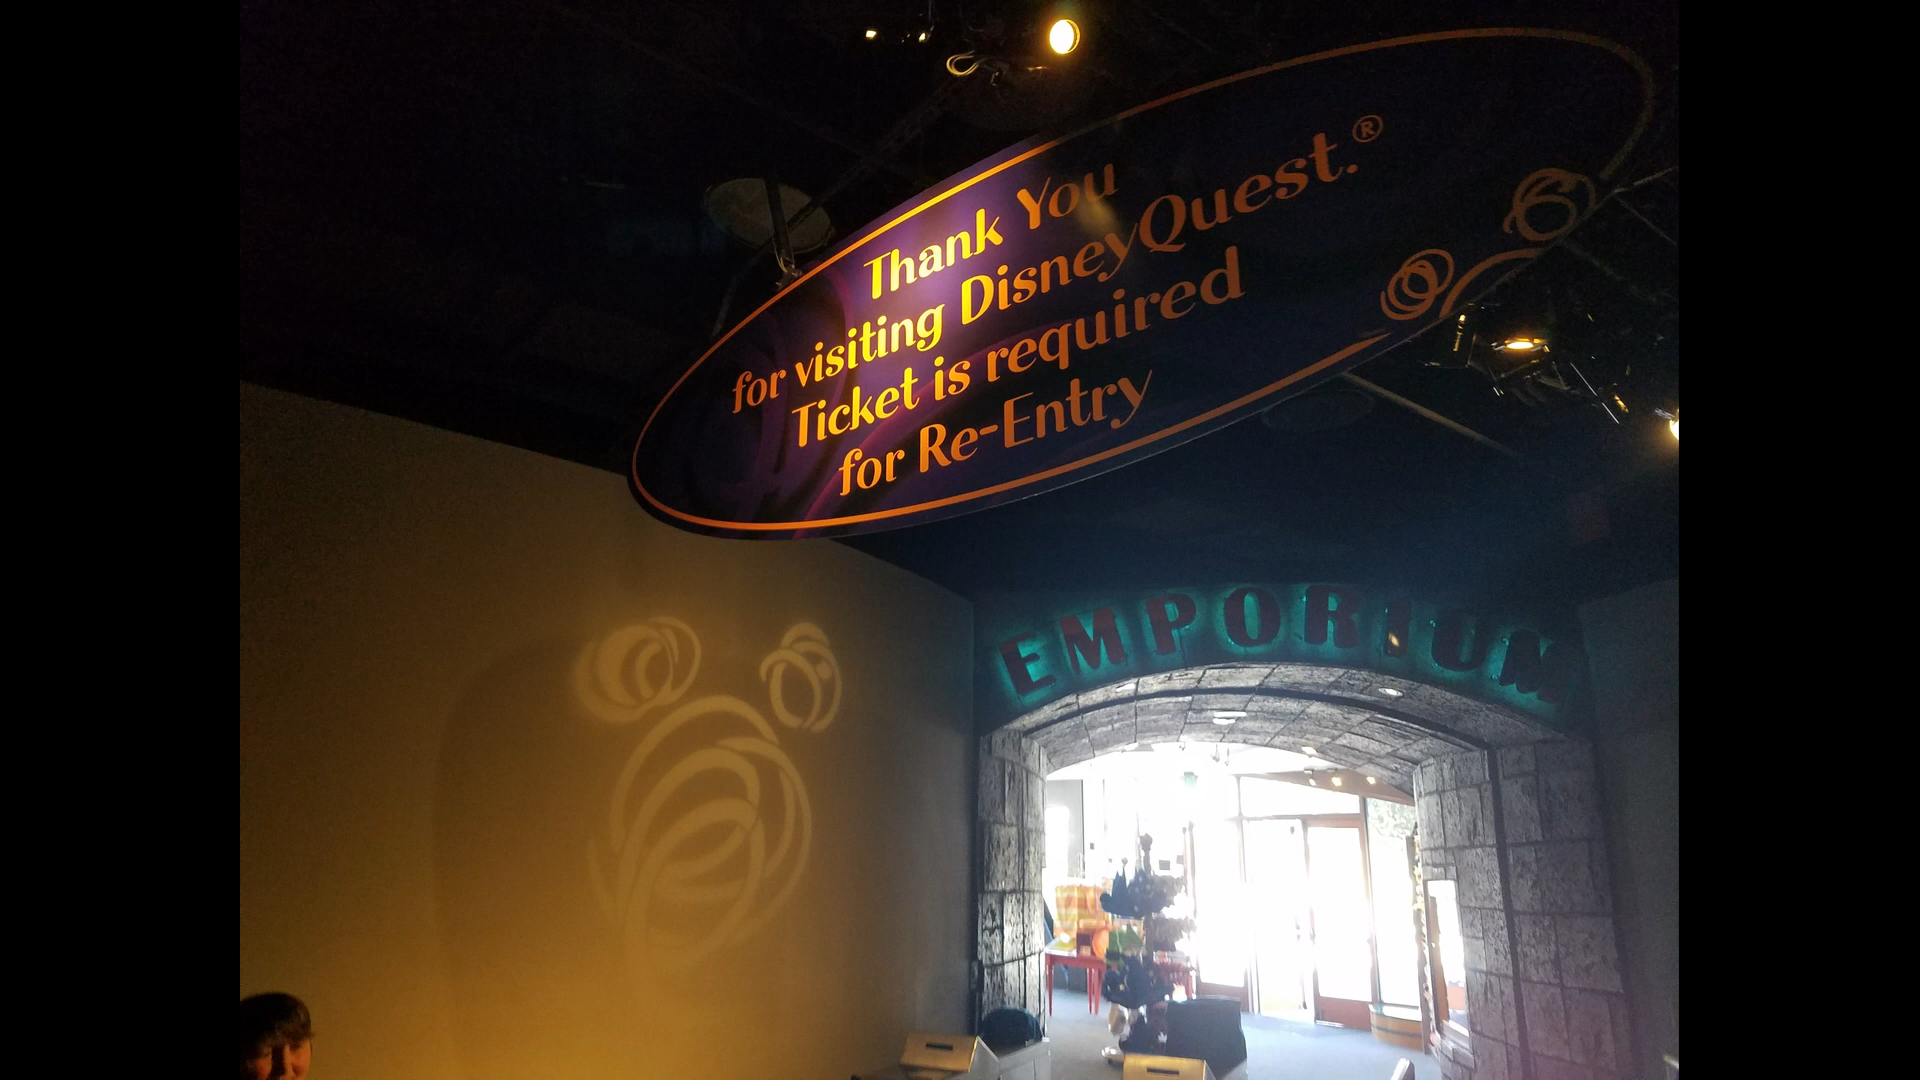 Thank You
for visiting DisneyQuest.®
Ticket is required
for Re-Entry
EMPORIUM